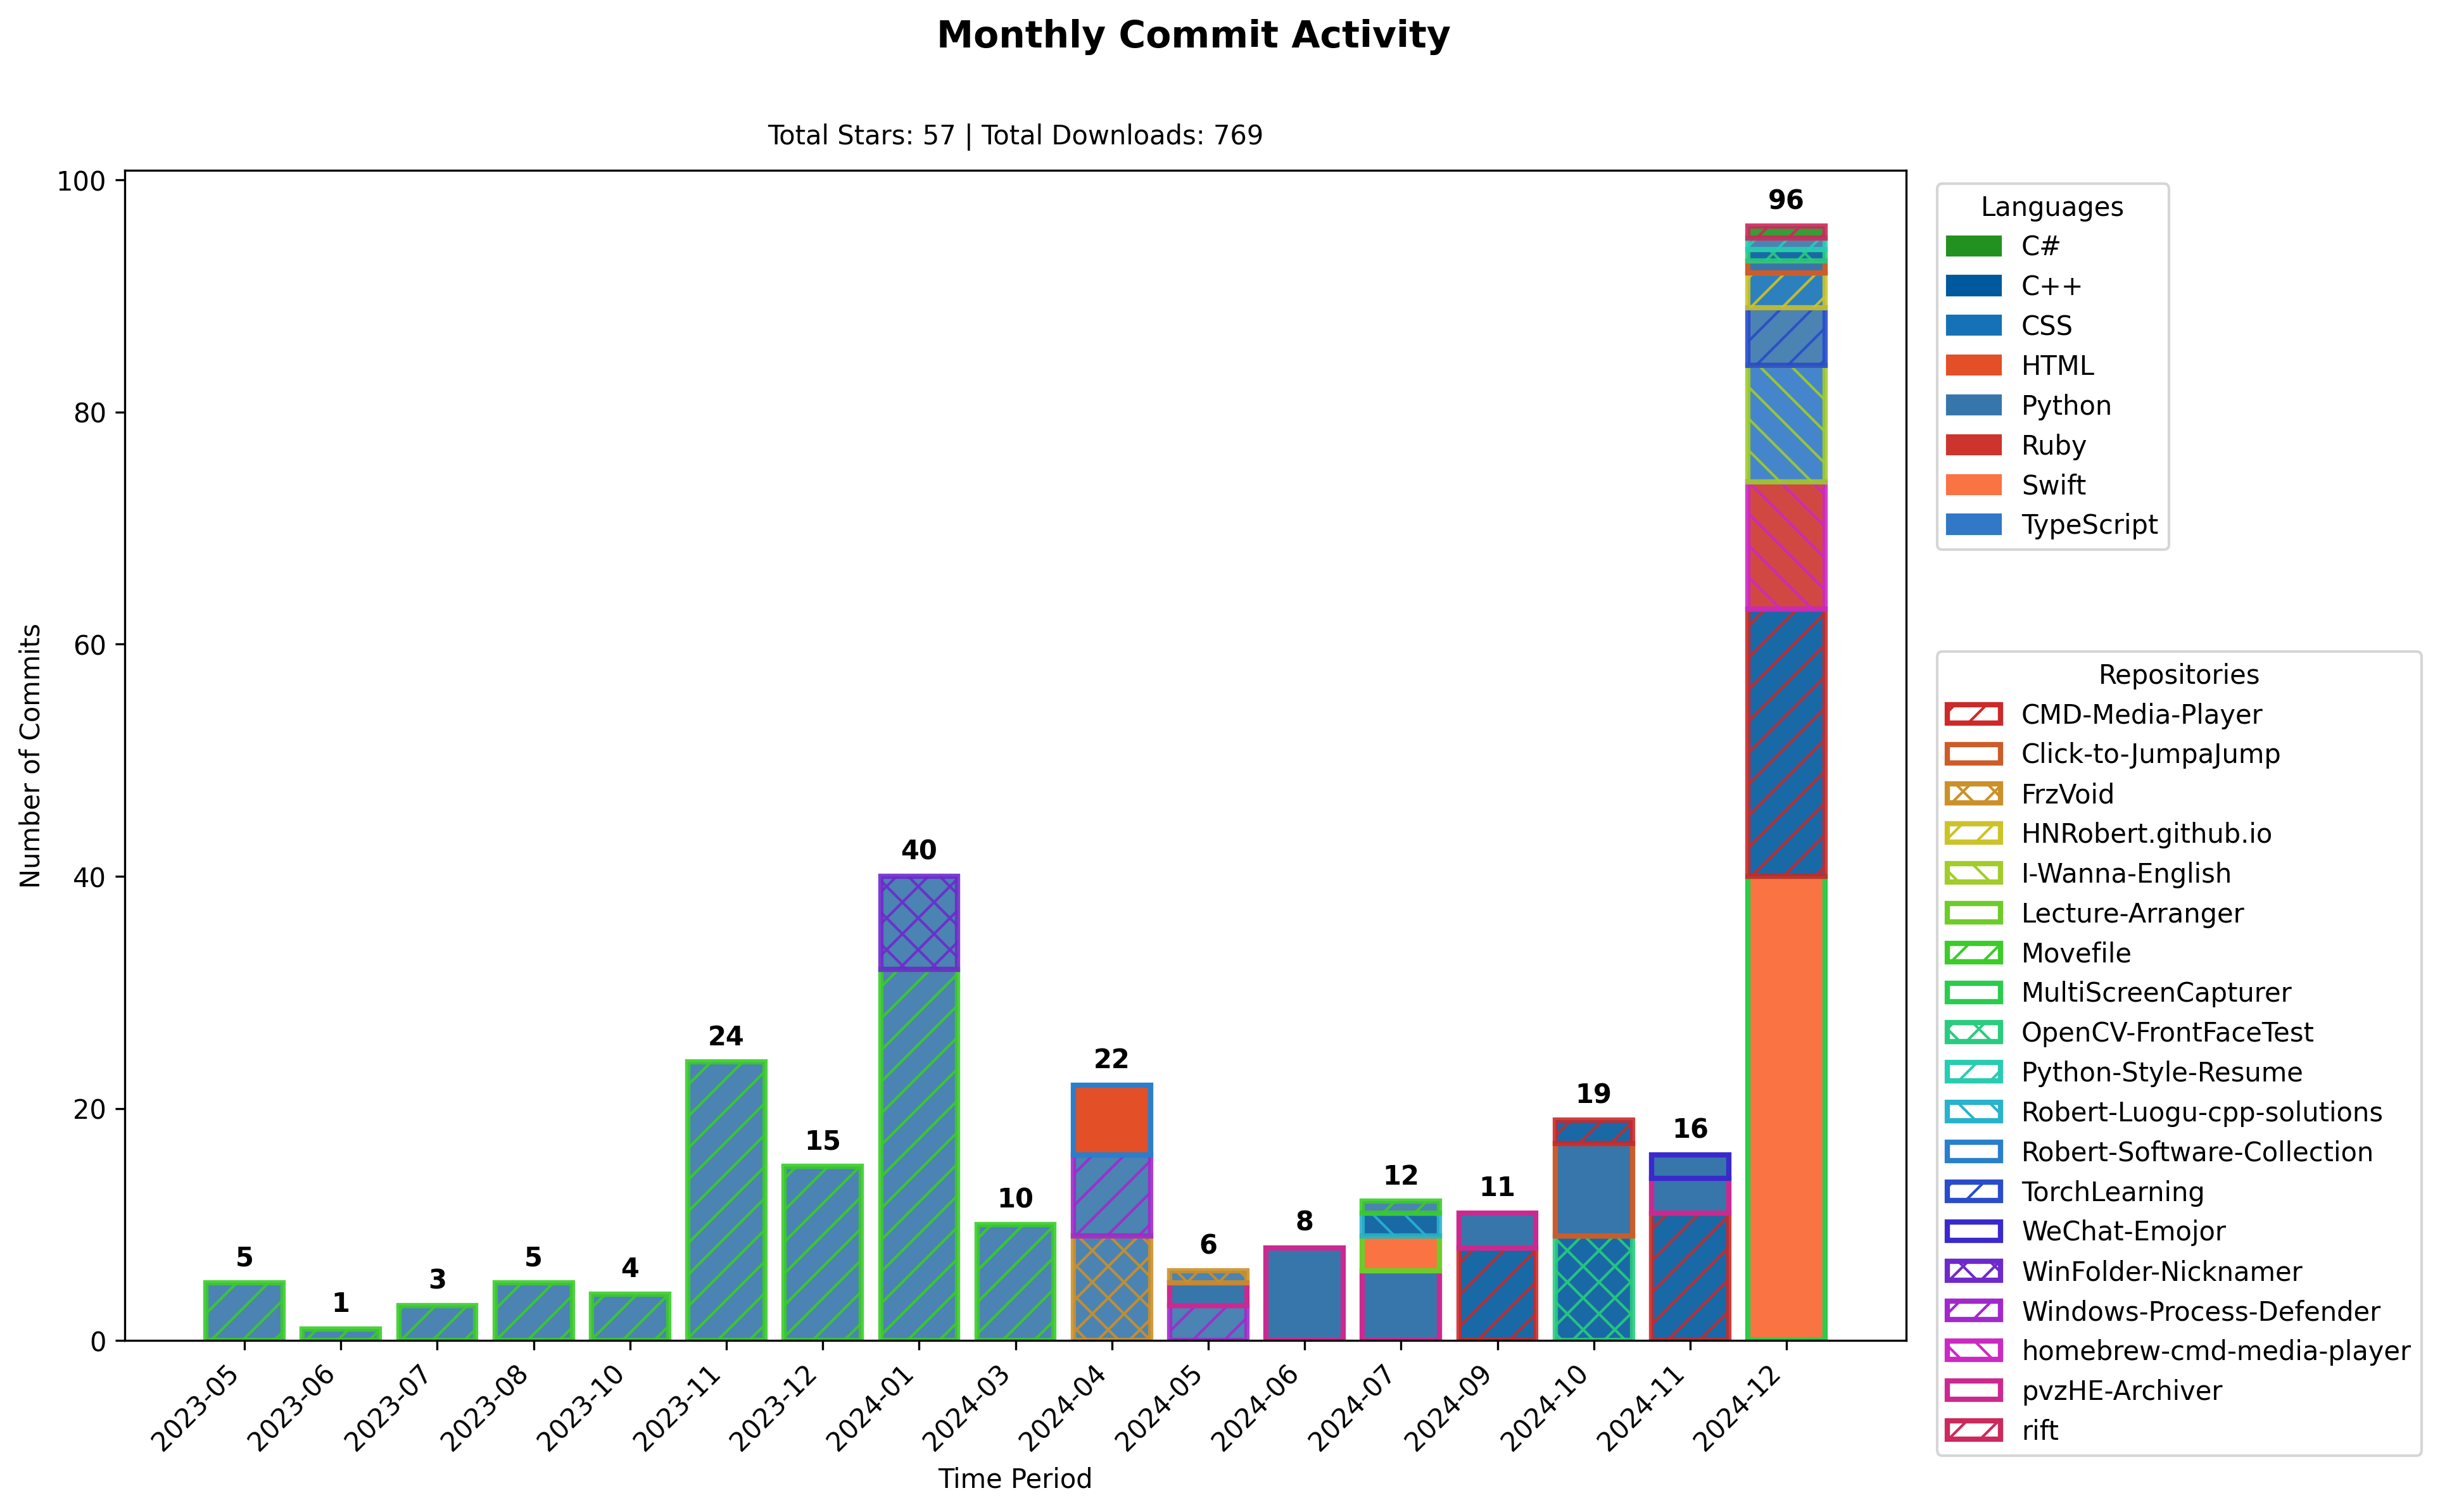 Monthly Commit Activity
Total Stars: 57 | Total Downloads: 769
Number of Commits
100
80
60
40
20
0
5
1
3
5
4
24
15
40
10
22
6
8
12
11
19
16
96
2023-05
2023-06
2023-07
2023-08
2023-10
2023-11
2023-12
2024-01
2024-03
2024-04
2024-05
2024-06
2024-07
2024-09
2024-10
2024-11
2024-12
Time Period
Languages
C#
C++
CSS
HTML
Python
Ruby
Swift
TypeScript
Repositories
CMD-Media-Player
Click-to-JumpaJump
FrzVoid
HNRobert.github.io
I-Wanna-English
Lecture-Arranger
Movefile
MultiScreenCapturer
OpenCV-FrontFaceTest
Python-Style-Resume
Robert-Luogu-cpp-solutions
Robert-Software-Collection
TorchLearning
WeChat-Emojor
WinFolder-Nicknamer
Windows-Process-Defender
homebrew-cmd-media-player
pvzHE-Archiver
rift